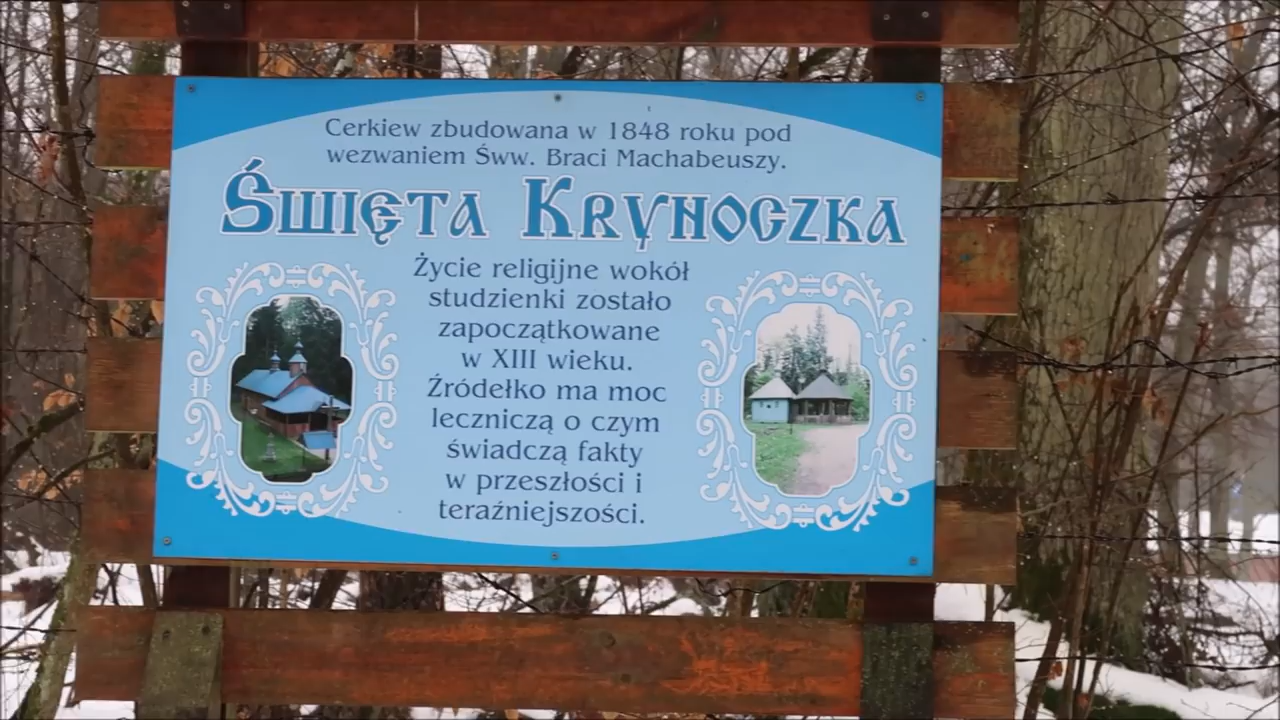 Cerkiew zbudowana w 1848 roku pod
wezwaniem Śww. Braci Machabeuszy.
Święta Krynoczka
Życie religijne wokół
studzienki zostało
zapoczątkowane
w XIII wieku.
Źródełko ma moc
leczniczą o czym
świadczą fakty
w przeszłości i
teraźniejszości.